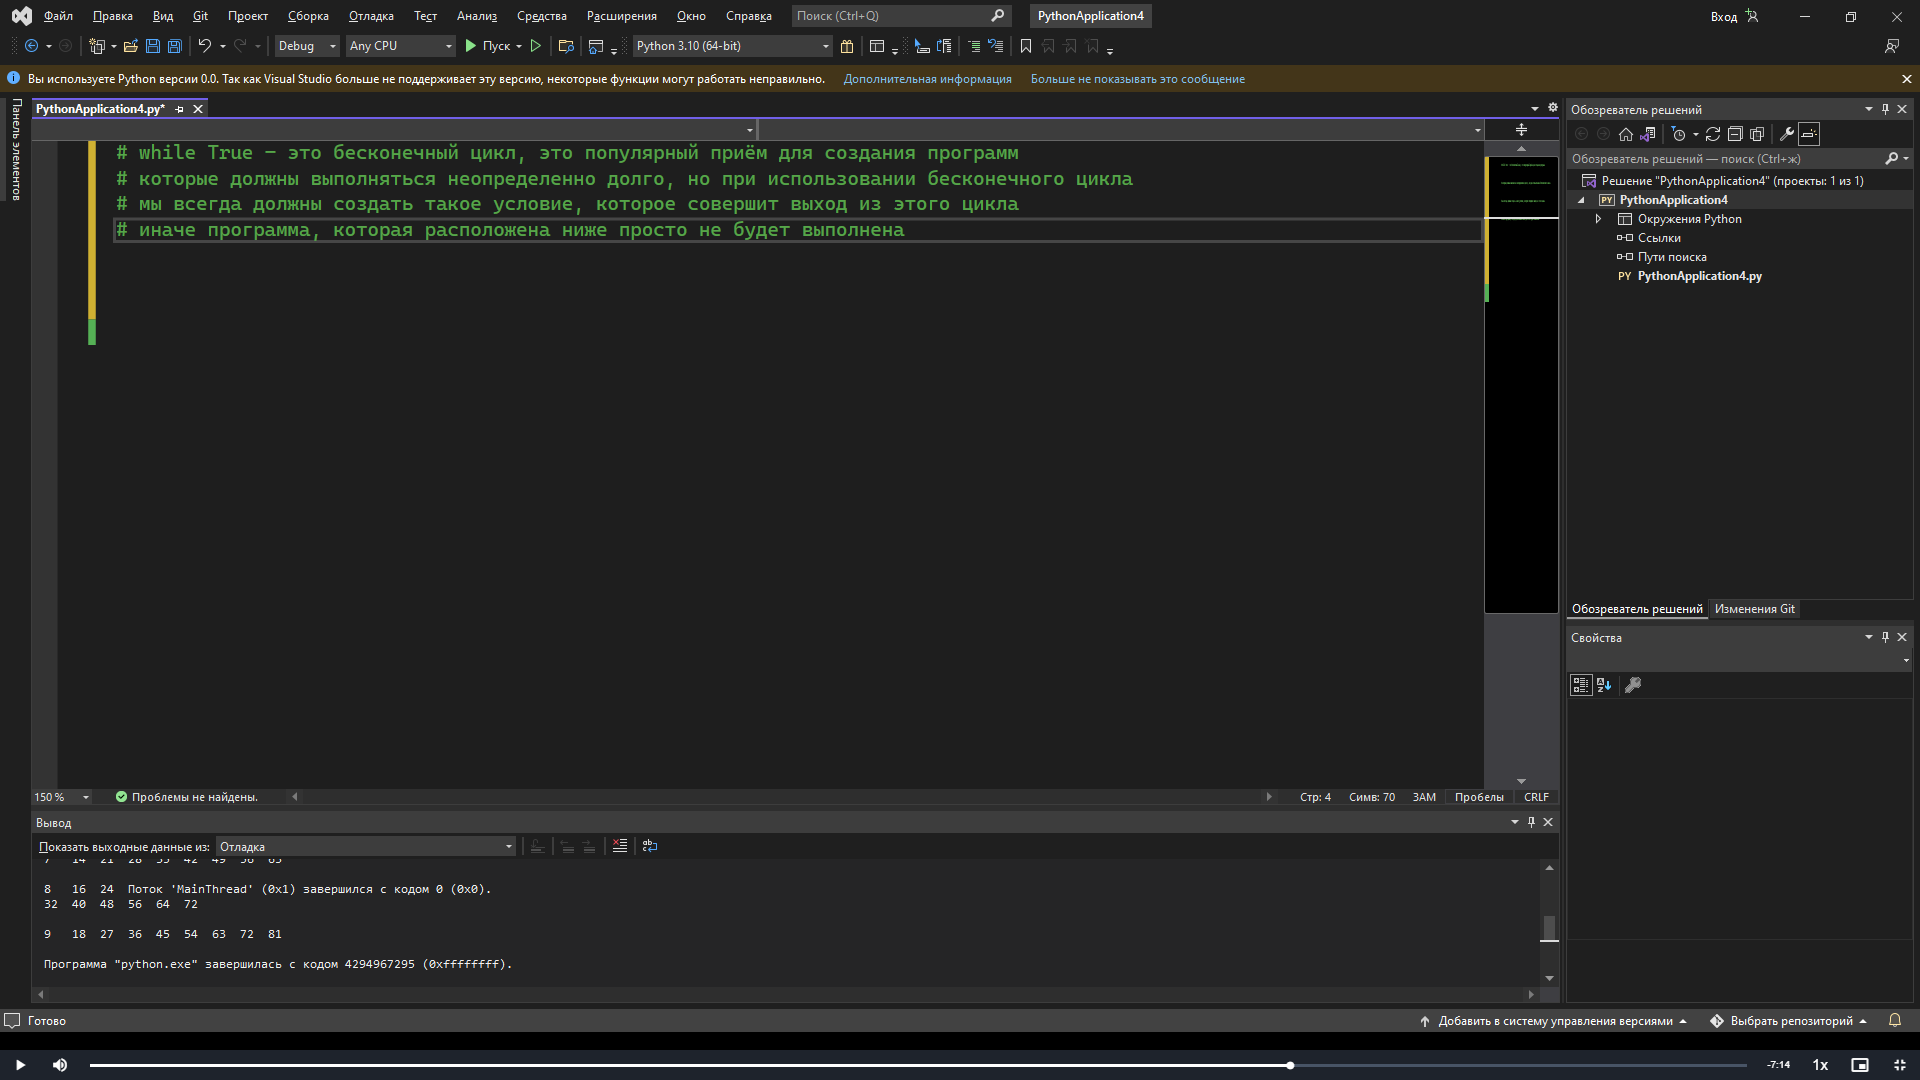 Файл Правка Вид Git Проект Сборка Отладка Тест Анализ Средства Расширения Окно Справка Поиск (Ctrl+Q) PythonApplication4 Вход
Debug Any CPU Пуск Python 3.10 (64-bit)
Вы используете Python версии 0.0. Так как Visual Studio больше не поддерживает эту версию, некоторые функции могут работать неправильно. Дополнительная информация Больше не показывать это сообщение
Панель элементов
PythonApplication4.py*
# while True - это бесконечный цикл, это популярный приём для создания программ
# которые должны выполняться неопределенно долго, но при использовании бесконечного цикла
# мы всегда должны создать такое условие, которое совершит выход из этого цикла
# иначе программа, которая расположена ниже просто не будет выполнена
150 % Проблемы не найдены. Стр: 4 Симв: 70 ЗАМ Пробелы CRLF
Вывод
Показать выходные данные из: Отладка
7 14 21 28 35 42 49 56 63
8 16 24 Поток 'MainThread' (0x1) завершился с кодом 0 (0x0).
32 40 48 56 64 72
9 18 27 36 45 54 63 72 81
Программа "python.exe" завершилась с кодом 4294967295 (0xffffffff).
Обозреватель решений
Обозреватель решений — поиск (Ctrl+ж)
Решение "PythonApplication4" (проекты: 1 из 1)
PY PythonApplication4
Окружения Python
Ссылки
Пути поиска
PY PythonApplication4.py
Обозреватель решений Изменения Git
Свойства
Готово Добавить в систему управления версиями Выбрать репозиторий
-7:14 1x